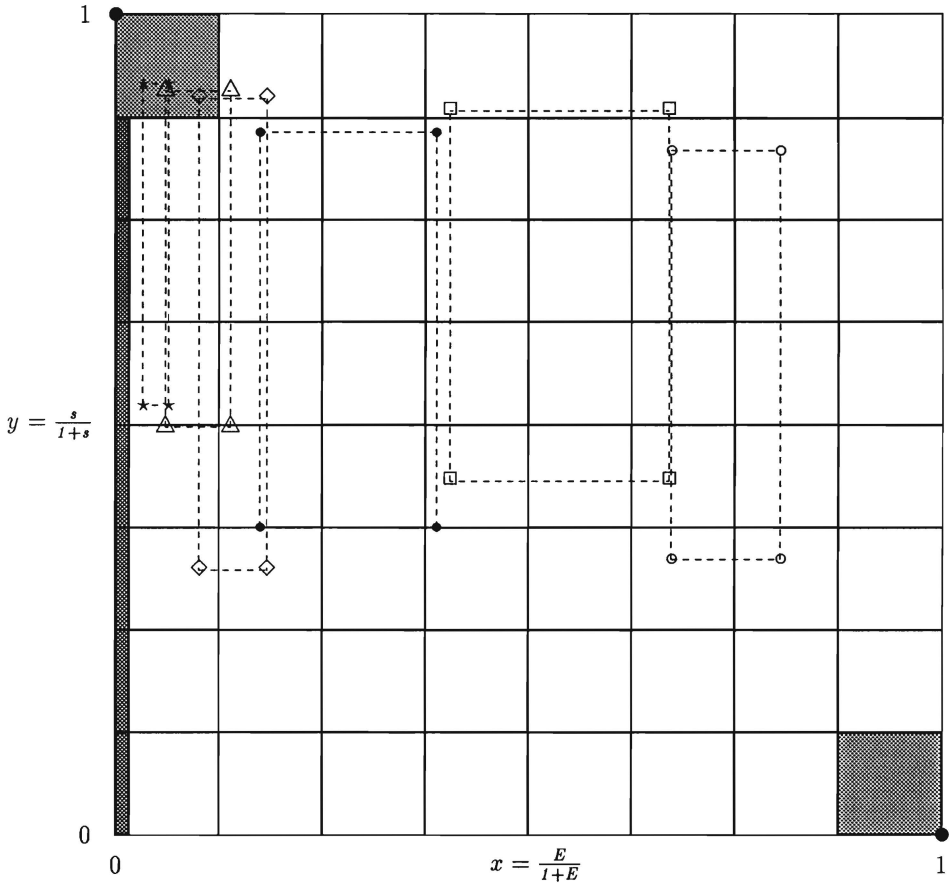 1
y = s/1+s
0
0
x = E/1+E
1